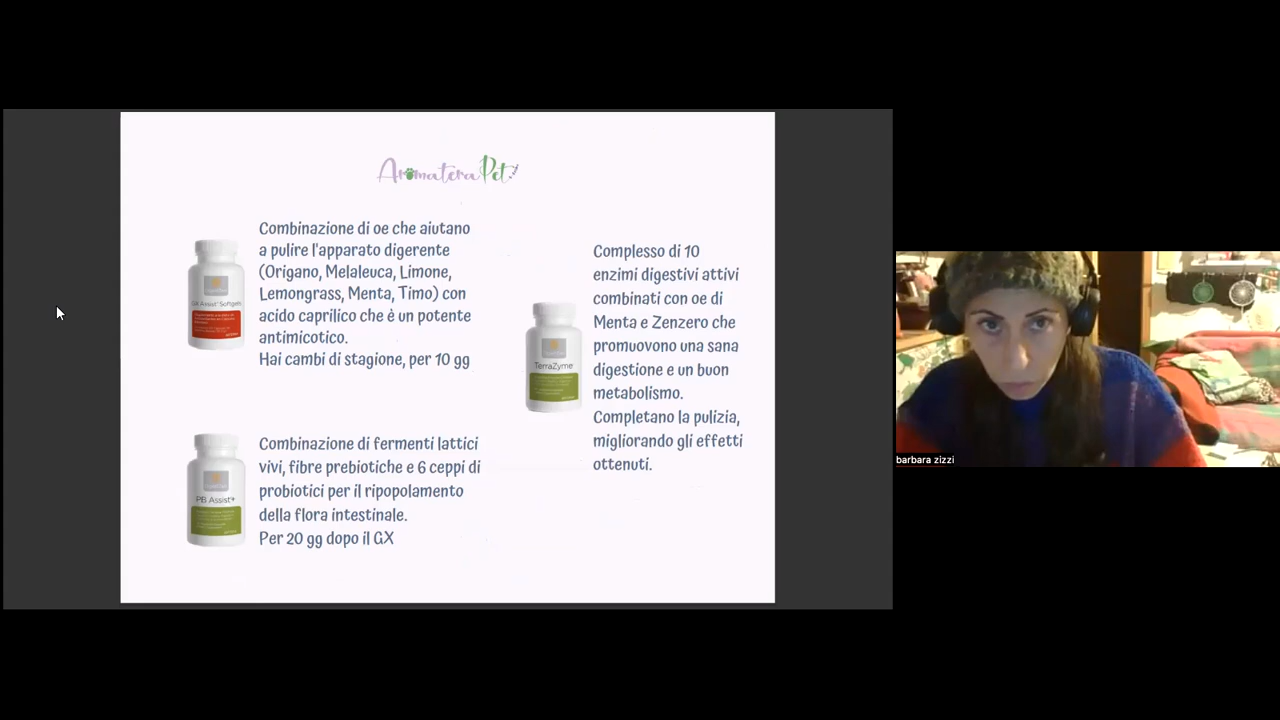 AromateraPet
Combinazione di oe che aiutano
a pulire l'apparato digerente
(Origano, Melaleuca, Limone,
Lemongrass, Menta, Timo) con
acido caprilico che è un potente
antimicotico.
Hai cambi di stagione, per 10 gg
GX Assist Softgels
Combinazione di fermenti lattici
vivi, fibre prebiotiche e 6 ceppi di
probiotici per il ripopolamento
della flora intestinale.
Per 20 gg dopo il GX
PB Assist+
Complesso di 10
enzimi digestivi attivi
combinati con oe di
Menta e Zenzero che
promuovono una sana
digestione e un buon
metabolismo.
Completano la pulizia,
migliorando gli effetti
ottenuti.
TerraZyme
barbara zizzi